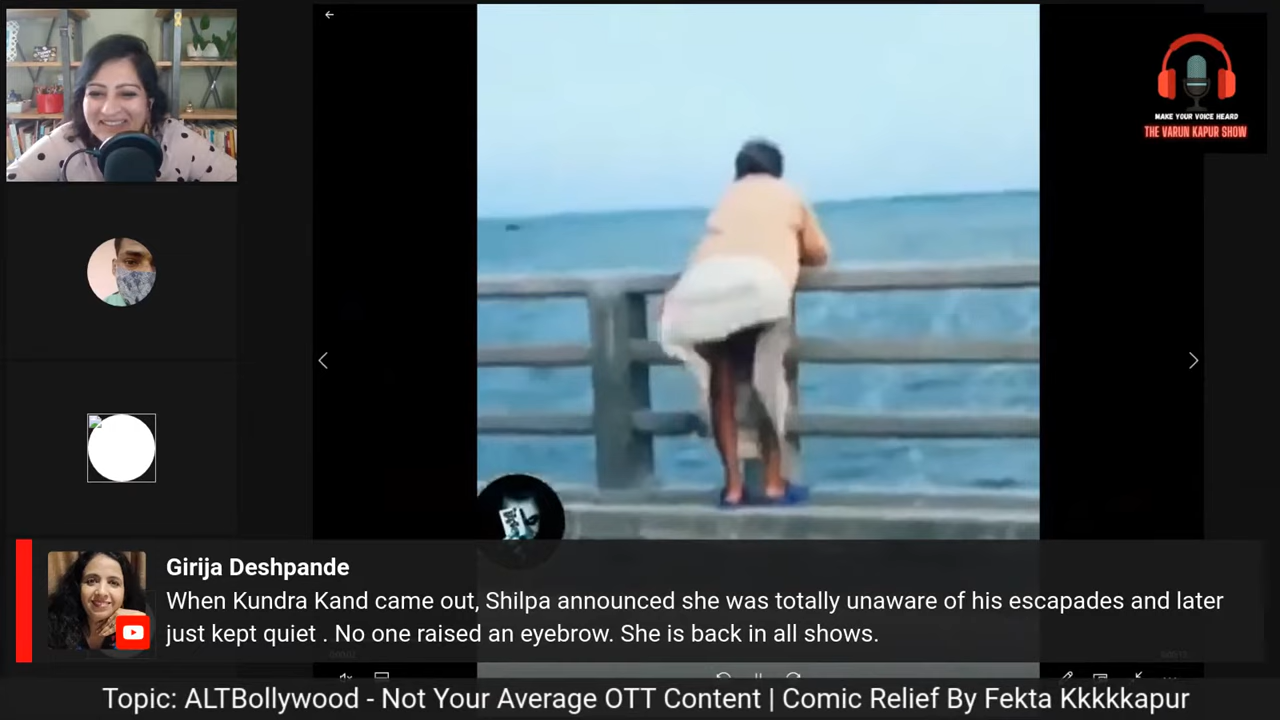 MAKE YOUR VOICE HEARD
THE VARUN KAPUR SHOW
Girija Deshpande
When Kundra Kand came out, Shilpa announced she was totally unaware of his escapades and later
just kept quiet . No one raised an eyebrow. She is back in all shows.
Topic: ALTBollywood - Not Your Average OTT Content | Comic Relief By Fekta Kkkkkapur